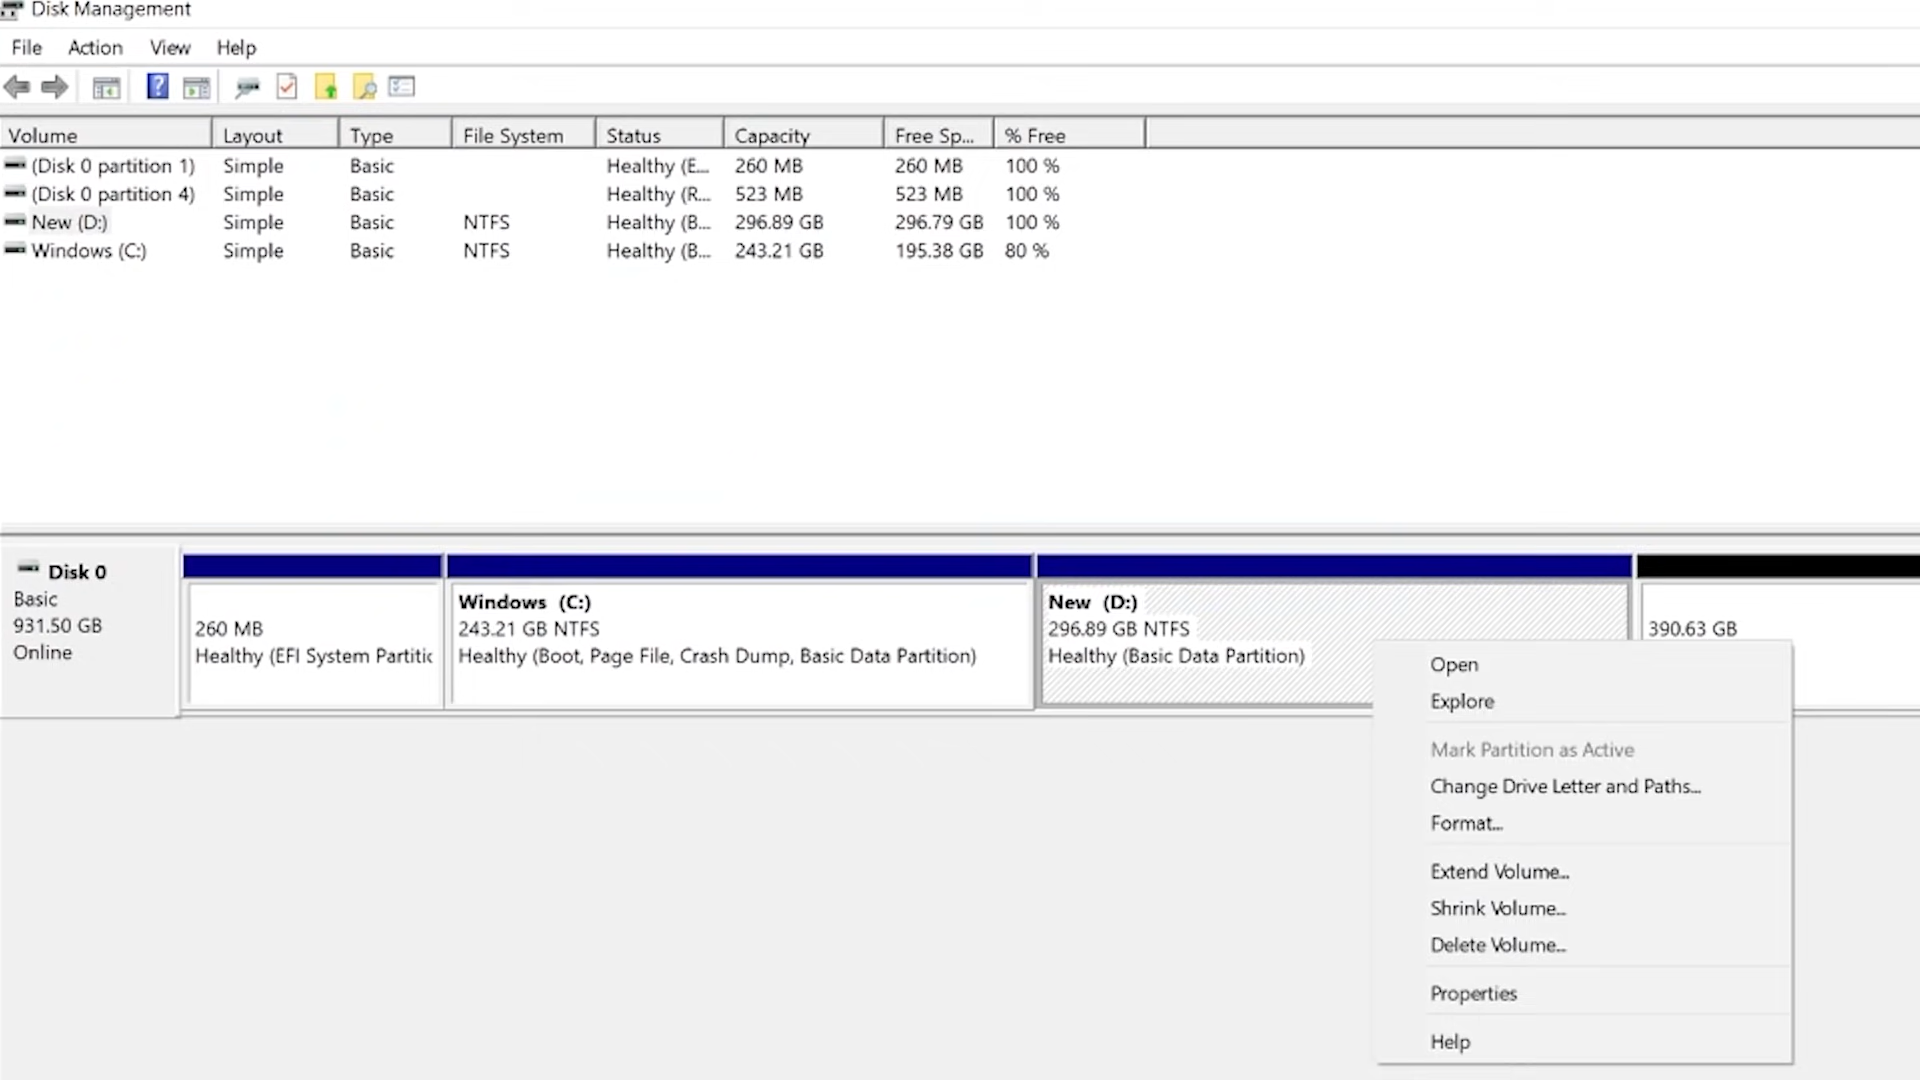 Disk Management
File Action View Help
Volume Layout Type File System Status Capacity Free Sp... % Free
(Disk 0 partition 1) Simple Basic Healthy (E... 260 MB 260 MB 100 %
(Disk 0 partition 4) Simple Basic Healthy (R... 523 MB 523 MB 100 %
New (D:) Simple Basic NTFS Healthy (B... 296.89 GB 296.79 GB 100 %
Windows (C:) Simple Basic NTFS Healthy (B... 243.21 GB 195.38 GB 80 %
Disk 0
Basic
931.50 GB
Online
260 MB
Healthy (EFI System Partitic
Windows (C:)
243.21 GB NTFS
Healthy (Boot, Page File, Crash Dump, Basic Data Partition)
New (D:)
296.89 GB NTFS
Healthy (Basic Data Partition)
390.63 GB
Open
Explore
Mark Partition as Active
Change Drive Letter and Paths...
Format...
Extend Volume...
Shrink Volume...
Delete Volume...
Properties
Help